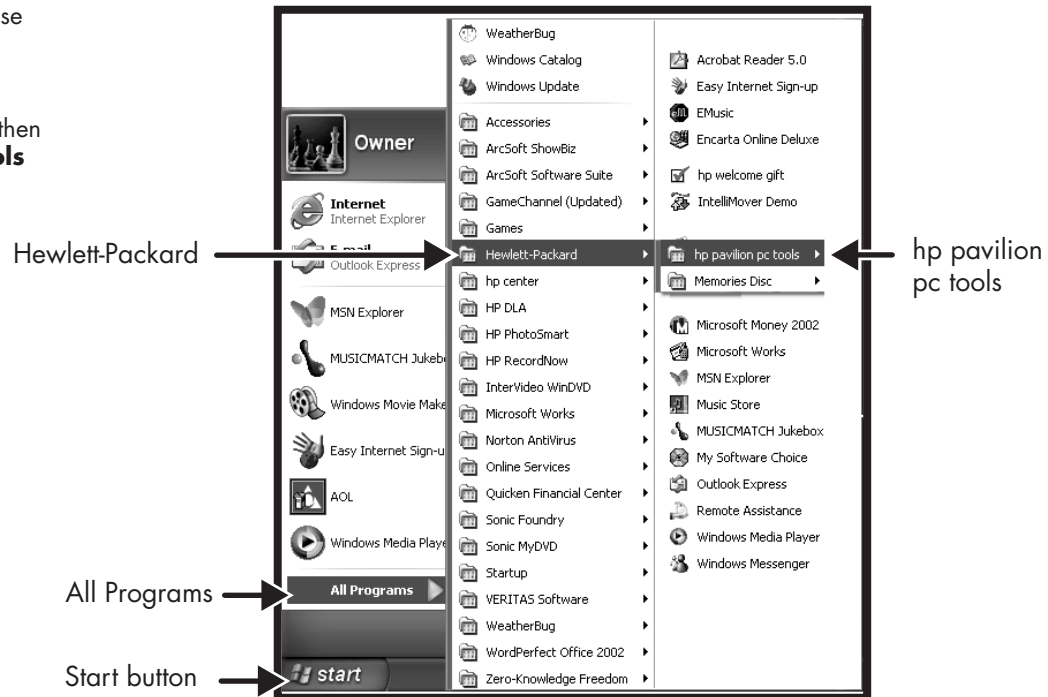 se
then
ols
Hewlett-Packard
All Programs
Start button
Owner
Internet
Internet Explorer
E-mail
Outlook Express
MSN Explorer
MUSICMATCH Jukeb
Windows Movie Make
Easy Internet Sign-u
AOL
Windows Media Playe
All Programs
start
WeatherBug
Windows Catalog
Windows Update
Accessories
ArcSoft ShowBiz
ArcSoft Software Suite
GameChannel (Updated)
Games
Hewlett-Packard
hp center
HP DLA
HP PhotoSmart
HP RecordNow
InterVideo WinDVD
Microsoft Works
Norton AntiVirus
Online Services
Quicken Financial Center
Sonic Foundry
Sonic MyDVD
Startup
VERITAS Software
WeatherBug
WordPerfect Office 2002
Zero-Knowledge Freedom
Acrobat Reader 5.0
Easy Internet Sign-up
EMusic
Encarta Online Deluxe
hp welcome gift
IntelliMover Demo
hp pavilion pc tools
Memories Disc
Microsoft Money 2002
Microsoft Works
MSN Explorer
Music Store
MUSICMATCH Jukebox
My Software Choice
Outlook Express
Remote Assistance
Windows Media Player
Windows Messenger
hp pavilion
pc tools